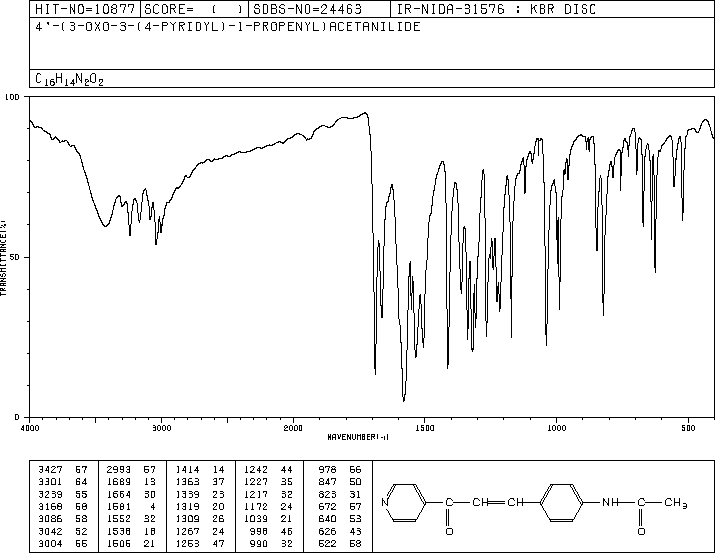 HIT-NO=10877 SCORE= ( ) SDBS-NO=24463 IR-NIDA-31576 : KBR DISC
4'-(3-OXO-3-(4-PYRIDYL)-1-PROPENYL)ACETANILIDE
C16H14N2O2
100
50
0
TRANSMITTANCE(%)
4000 3000 2000 1500 1000 500
WAVENUMBER(-1)
3427 57 2993 57 1414 14 1242 44 978 66
3301 64 1689 13 1363 37 1227 35 847 50
3239 55 1664 30 1339 23 1217 32 823 31
3168 60 1581 4 1319 20 1172 24 672 57
3086 58 1552 32 1309 26 1039 21 640 53
3042 52 1538 18 1267 24 998 46 626 43
3004 55 1506 21 1253 47 990 32 522 58
N C CH=CH NH C CH3
O O